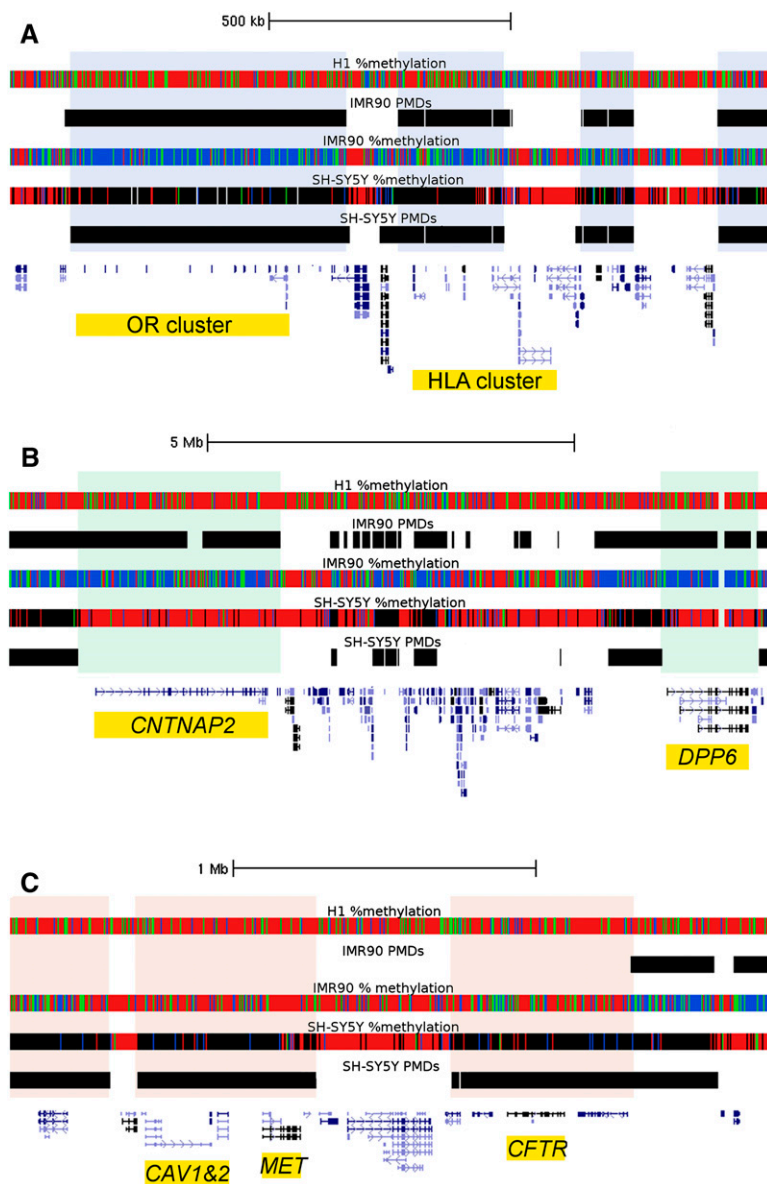 A
500 kb
H1 %methylation
IMR90 PMDs
IMR90 %methylation
SH-SY5Y %methylation
SH-SY5Y PMDs
OR cluster
HLA cluster
B
5 Mb
H1 %methylation
IMR90 PMDs
IMR90 %methylation
SH-SY5Y %methylation
SH-SY5Y PMDs
CNTNAP2
DPP6
C
1 Mb
H1 %methylation
IMR90 PMDs
IMR90 % methylation
SH-SY5Y %methylation
SH-SY5Y PMDs
CAV1&2
MET
CFTR